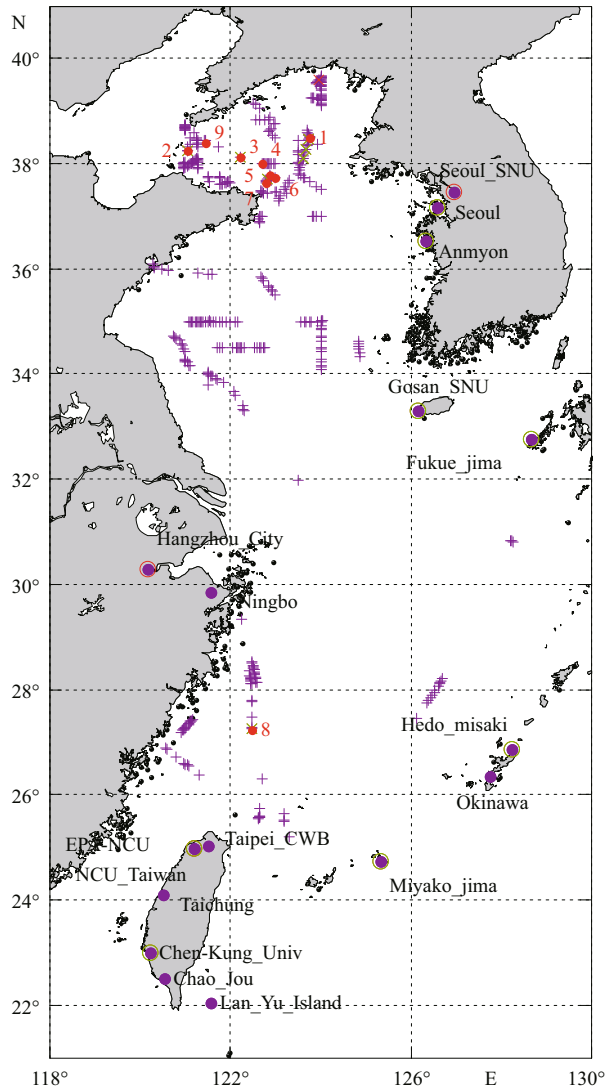 N
40°
1
9
3
2
4
5
6
7
38°
Seoul_SNU
Seoul
Anmyon
36°
34°
Gosan_SNU
Fukue_jima
32°
Hangzhou_City
30°
Ningbo
28°
8
Hedo_misaki
26°
Okinawa
EPA-NCU
Taipei_CWB
NCU_Taiwan
Miyako_jima
24°
Taichung
Chen-Kung_Univ
Chao_Jou
22°
Lan_Yu_Island
118° 122° 126° E 130°